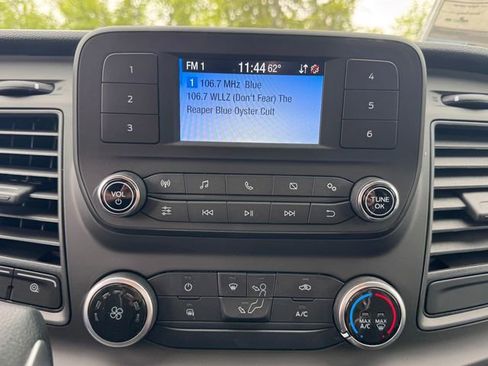 FM 1 11:44 62°
1 106.7 MHz Blue
106.7 WLLZ (Don't Fear) The
Reaper Blue Oyster Cult
1
2
3
4
5
6
VOL
TUNE
OK
A/C
MAX
A/C
MAX